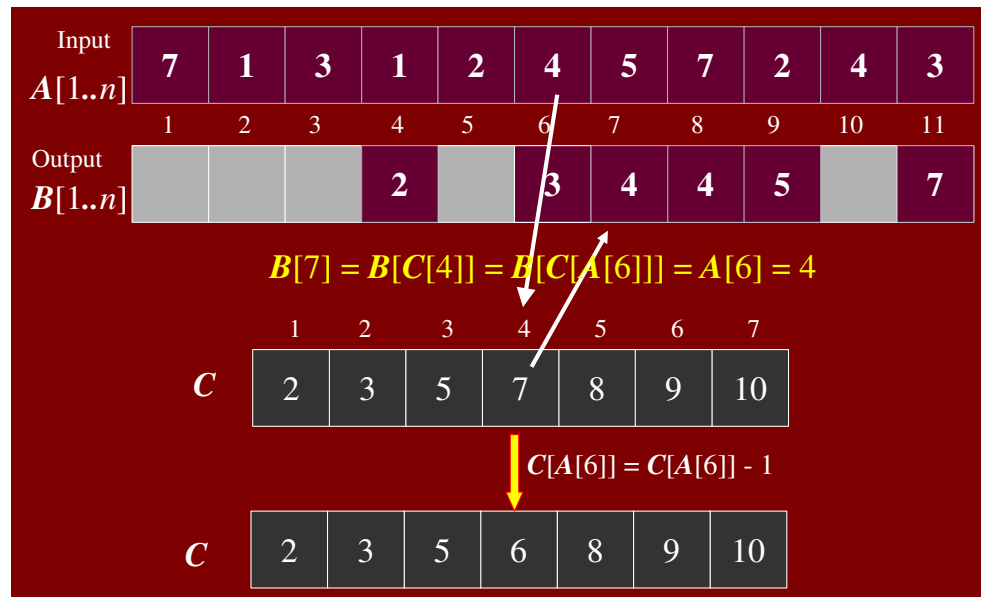 Input
A[1..n]
7 1 3 1 2 4 5 7 2 4 3
1 2 3 4 5 6 7 8 9 10 11
Output
B[1..n]
2 3 4 4 5 7
B[7] = B[C[4]] = B[C[A[6]]] = A[6] = 4
1 2 3 4 5 6 7
C
2 3 5 7 8 9 10
C[A[6]] = C[A[6]] - 1
C
2 3 5 6 8 9 10